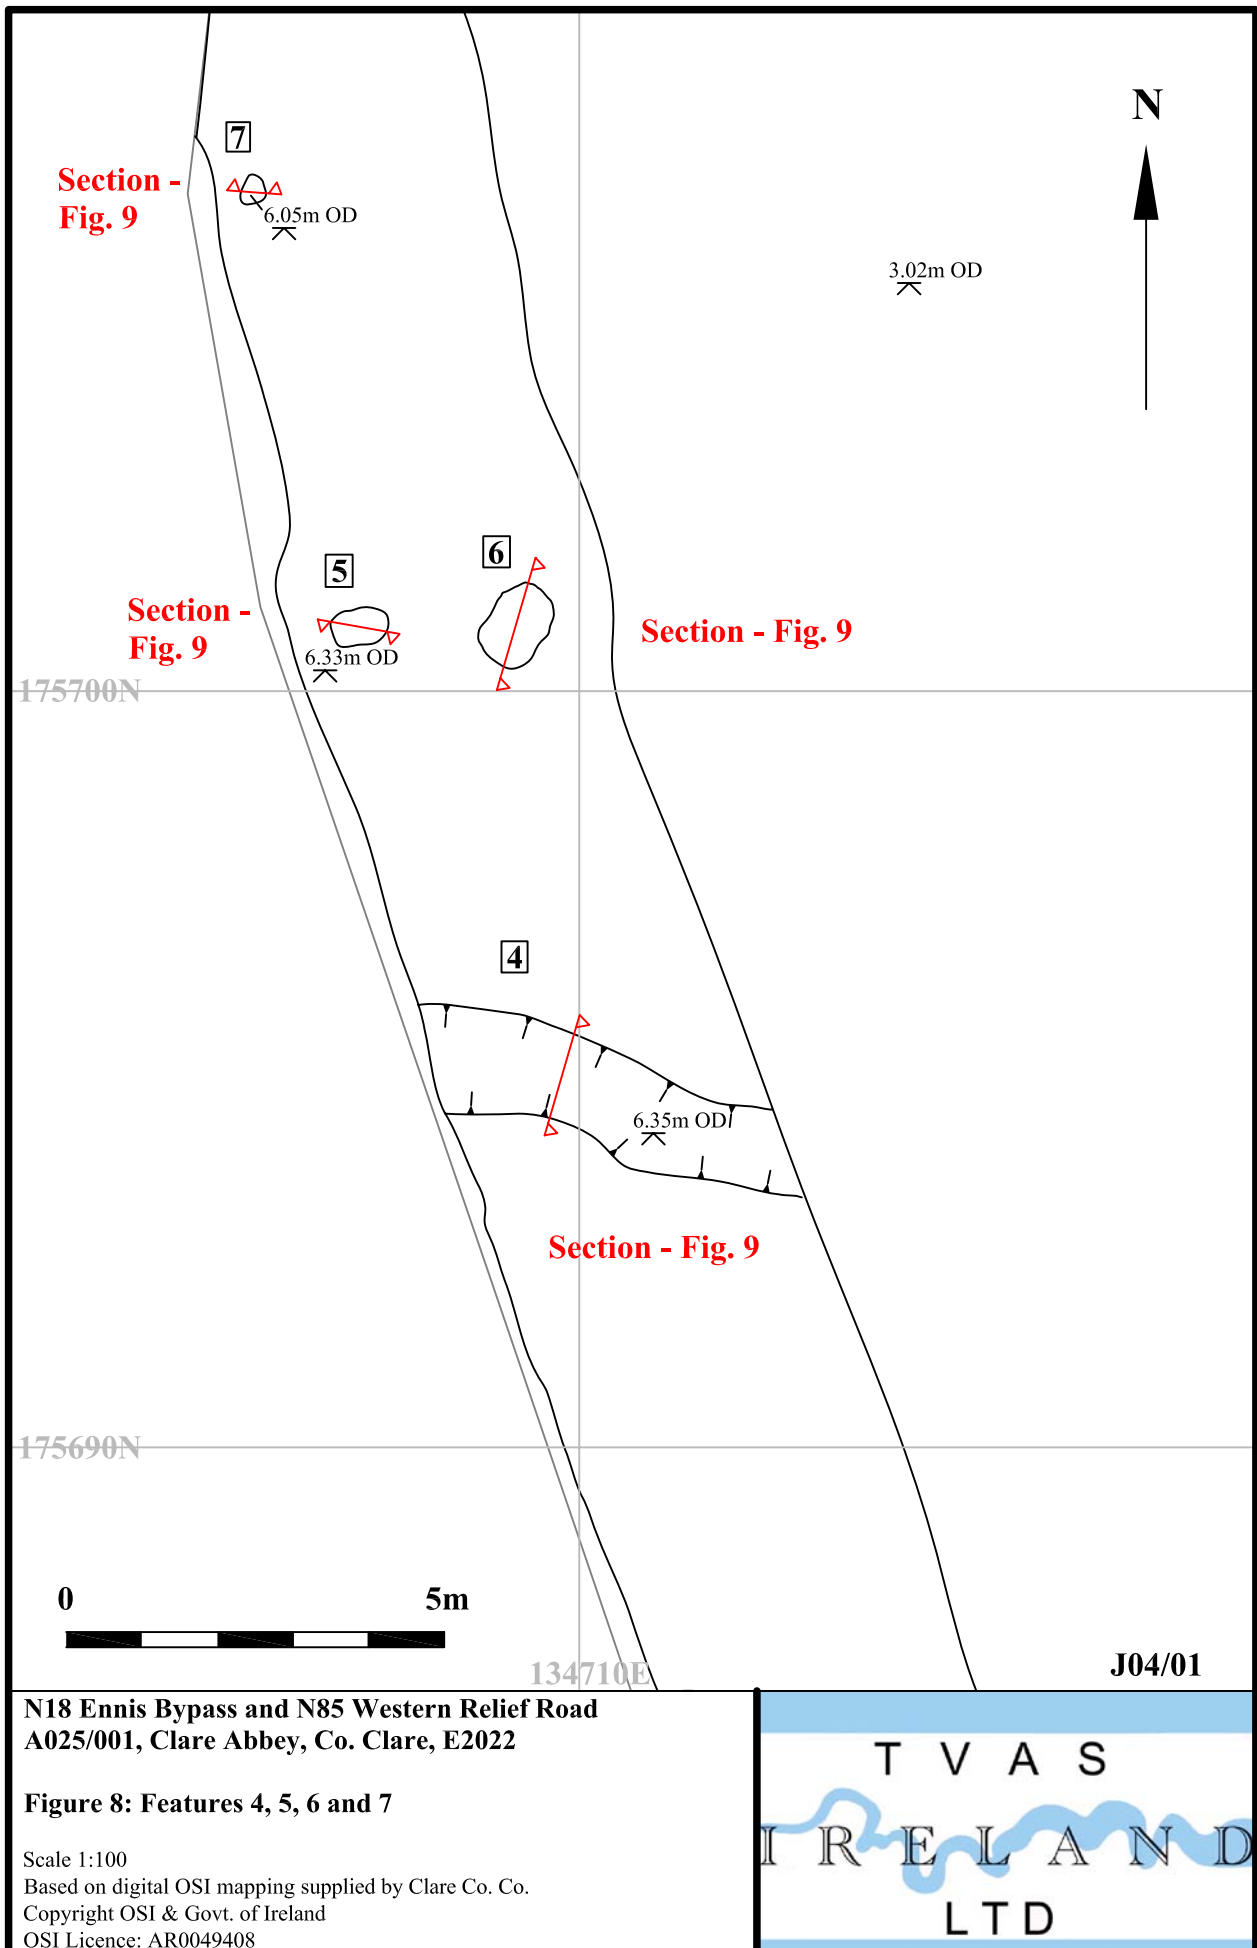 N
7
Section -
Fig. 9
6.05m OD
3.02m OD
6
5
Section -
Fig. 9
Section - Fig. 9
6.33m OD
175700N
4
6.35m OD
Section - Fig. 9
175690N
0 5m
134710E
J04/01
N18 Ennis Bypass and N85 Western Relief Road
A025/001, Clare Abbey, Co. Clare, E2022
Figure 8: Features 4, 5, 6 and 7
Scale 1:100
Based on digital OSI mapping supplied by Clare Co. Co.
Copyright OSI & Govt. of Ireland
OSI Licence: AR0049408
TVAS
IRELAND
LTD